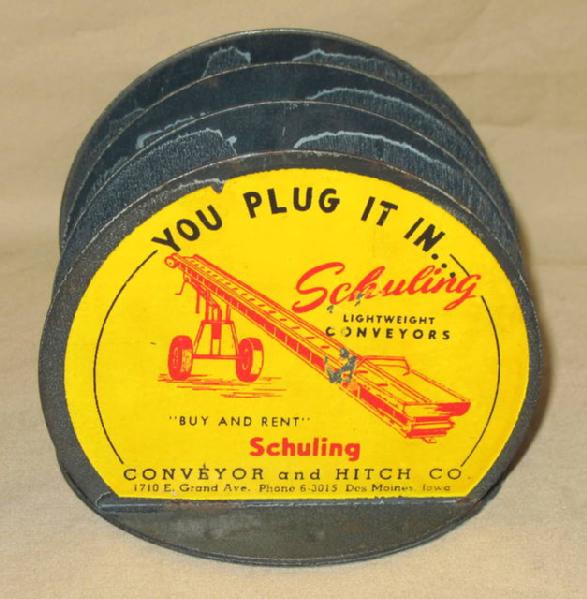 YOU PLUG IT IN...
Schuling
LIGHTWEIGHT
CONVEYORS
"BUY AND RENT"
Schuling
CONVEYOR and HITCH CO.
1710 E. Grand Ave. Phone 6-3015 Des Moines, Iowa